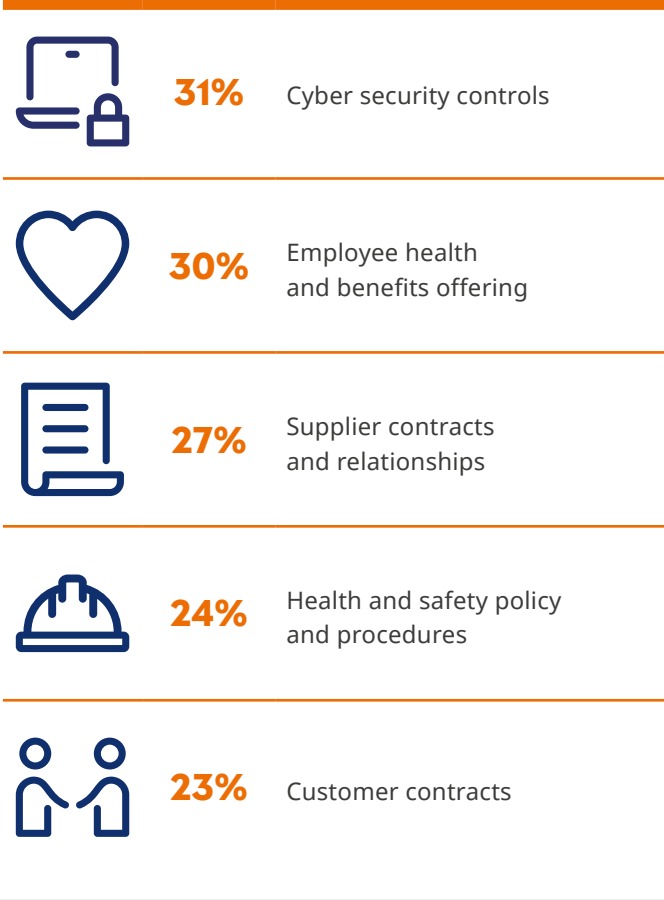 31%
Cyber security controls
30%
Employee health
and benefits offering
27%
Supplier contracts
and relationships
24%
Health and safety policy
and procedures
23%
Customer contracts